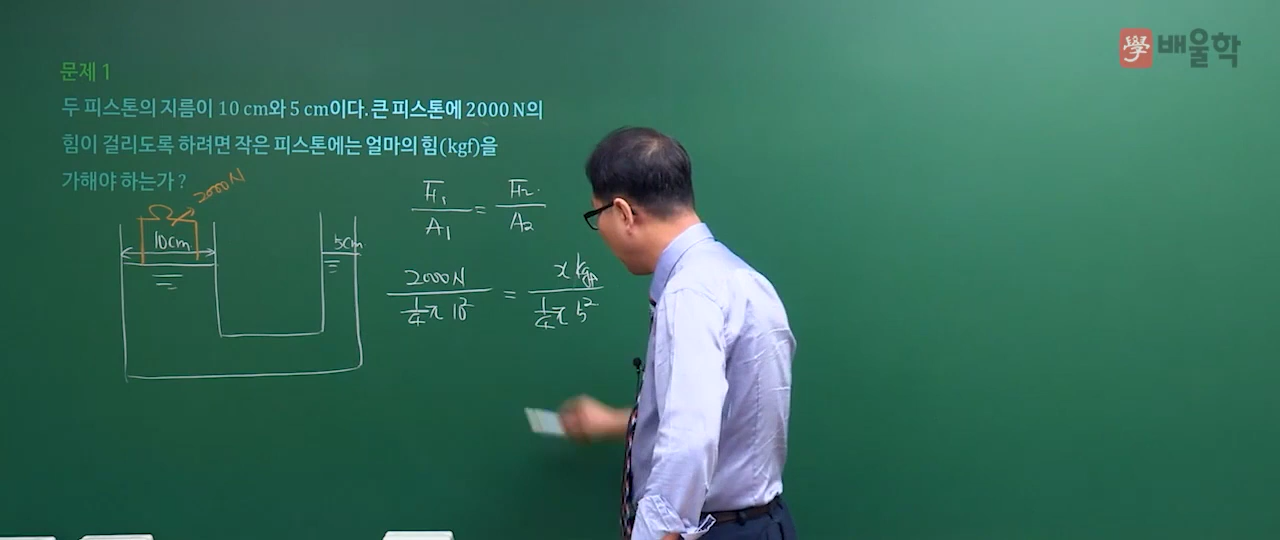 學 배울학
문제 1
두 피스톤의 지름이 10 cm와 5 cm이다. 큰 피스톤에 2000 N의
힘이 걸리도록 하려면 작은 피스톤에는 얼마의 힘(kgf)을
가해야 하는가 ?
2000N
10cm
5cm
F₁/A₁ = F₂/A₂
2000N / (1/4 π 10²) = x kgf / (1/4 π 5²)